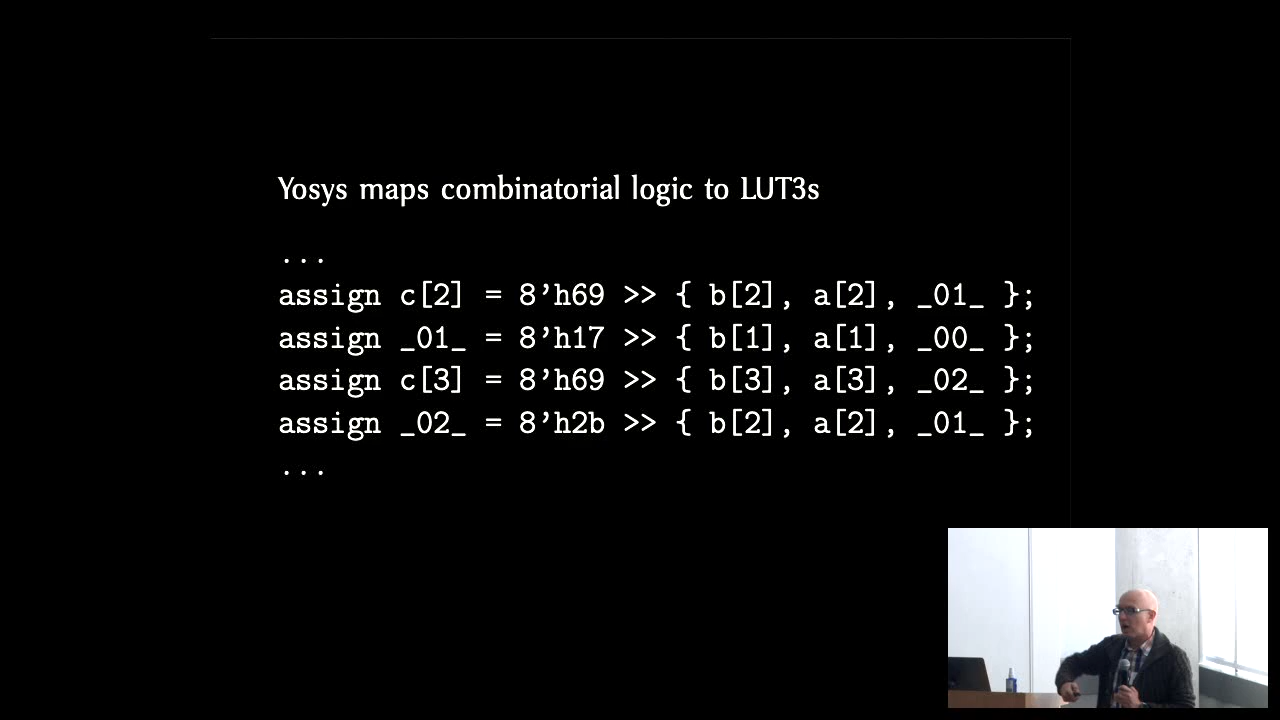 Yosys maps combinatorial logic to LUT3s
...
assign c[2] = 8’h69 >> { b[2], a[2], _01_ };
assign _01_ = 8’h17 >> { b[1], a[1], _00_ };
assign c[3] = 8’h69 >> { b[3], a[3], _02_ };
assign _02_ = 8’h2b >> { b[2], a[2], _01_ };
...